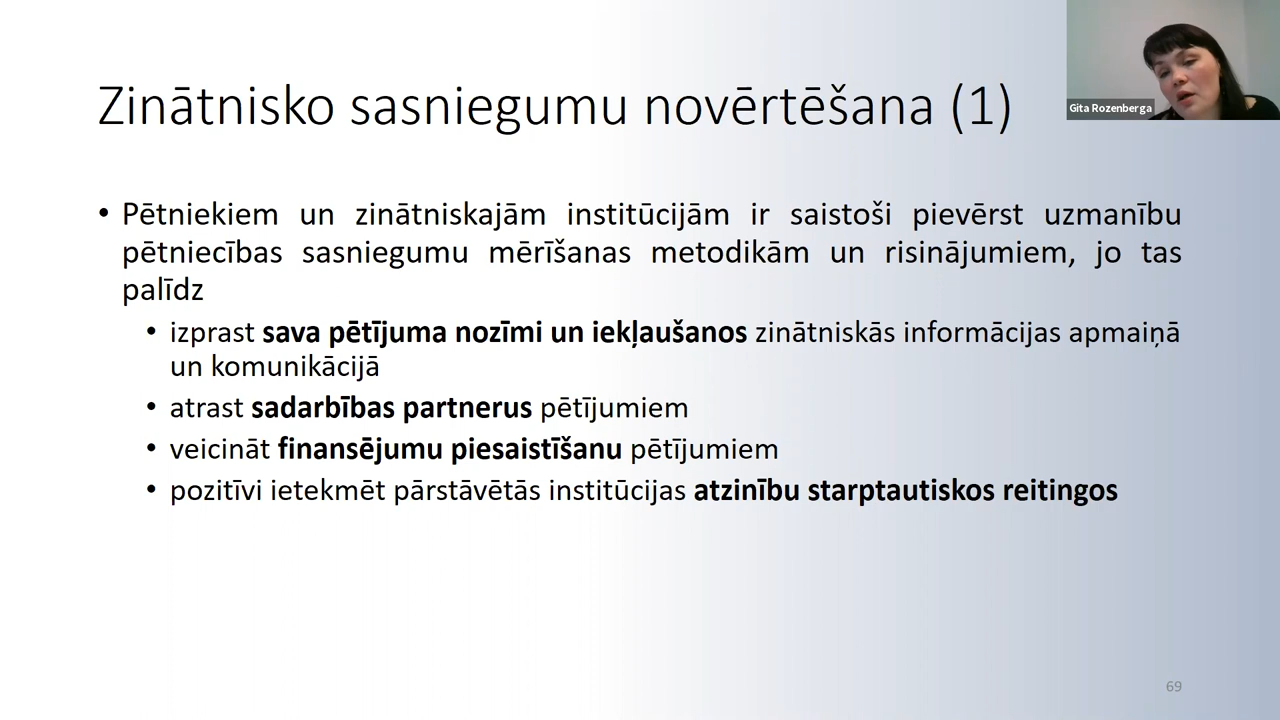 Zinātnisko sasniegumu novērtēšana (1)
Gita Rozenberga
• Pētniekiem un zinātniskajām institūcijām ir saistoši pievērst uzmanību
pētniecības sasniegumu mērīšanas metodikām un risinājumiem, jo tas
palīdz
• izprast sava pētījuma nozīmi un iekļaušanos zinātniskās informācijas apmaiņā
un komunikācijā
• atrast sadarbības partnerus pētījumiem
• veicināt finansējumu piesaistīšanu pētījumiem
• pozitīvi ietekmēt pārstāvētās institūcijas atzinību starptautiskos reitingos
69